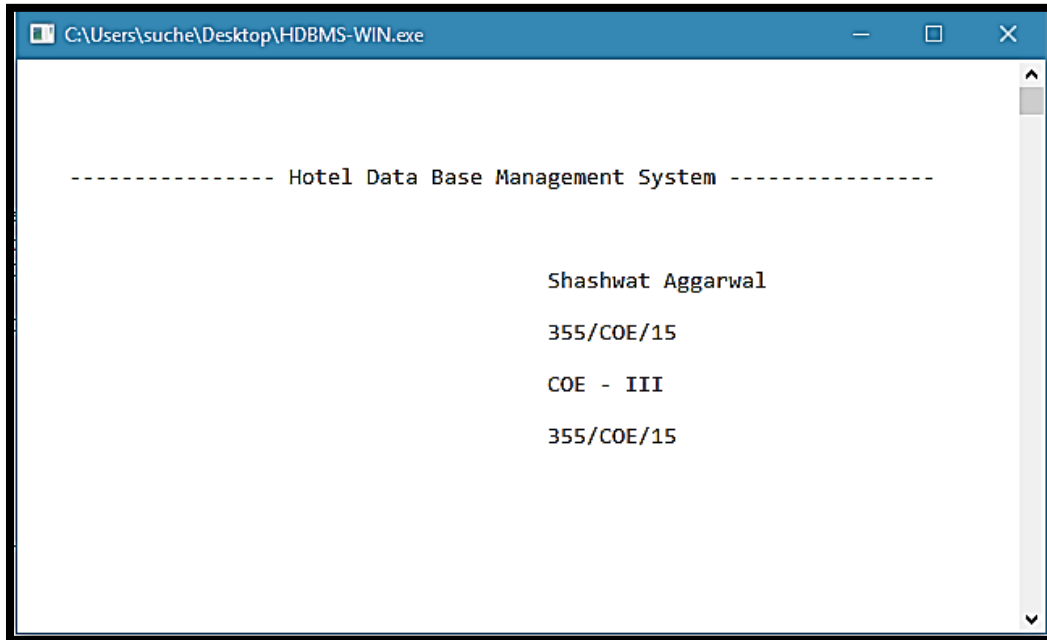 C:\Users\suche\Desktop\HDBMS-WIN.exe
---------------- Hotel Data Base Management System ----------------
Shashwat Aggarwal
355/COE/15
COE - III
355/COE/15